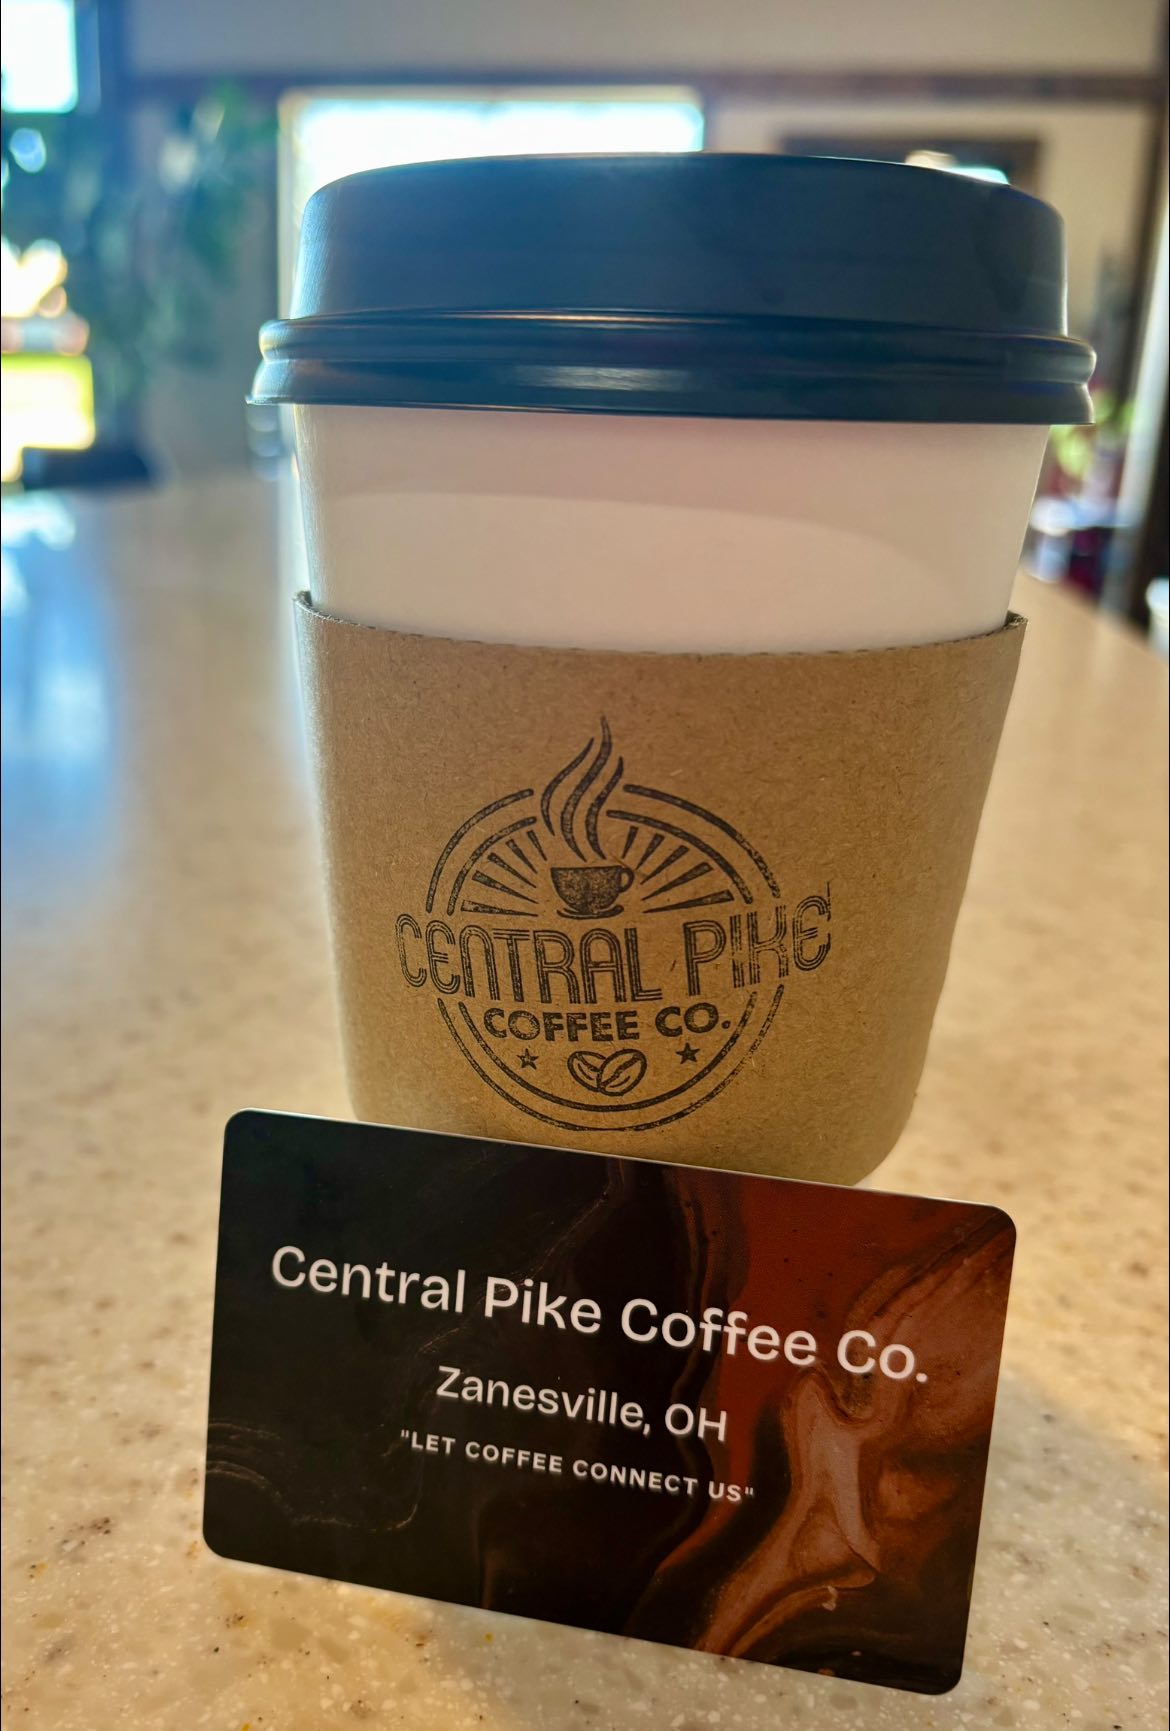 CENTRAL PIKE
COFFEE CO.
Central Pike Coffee Co.
Zanesville, OH
"LET COFFEE CONNECT US"